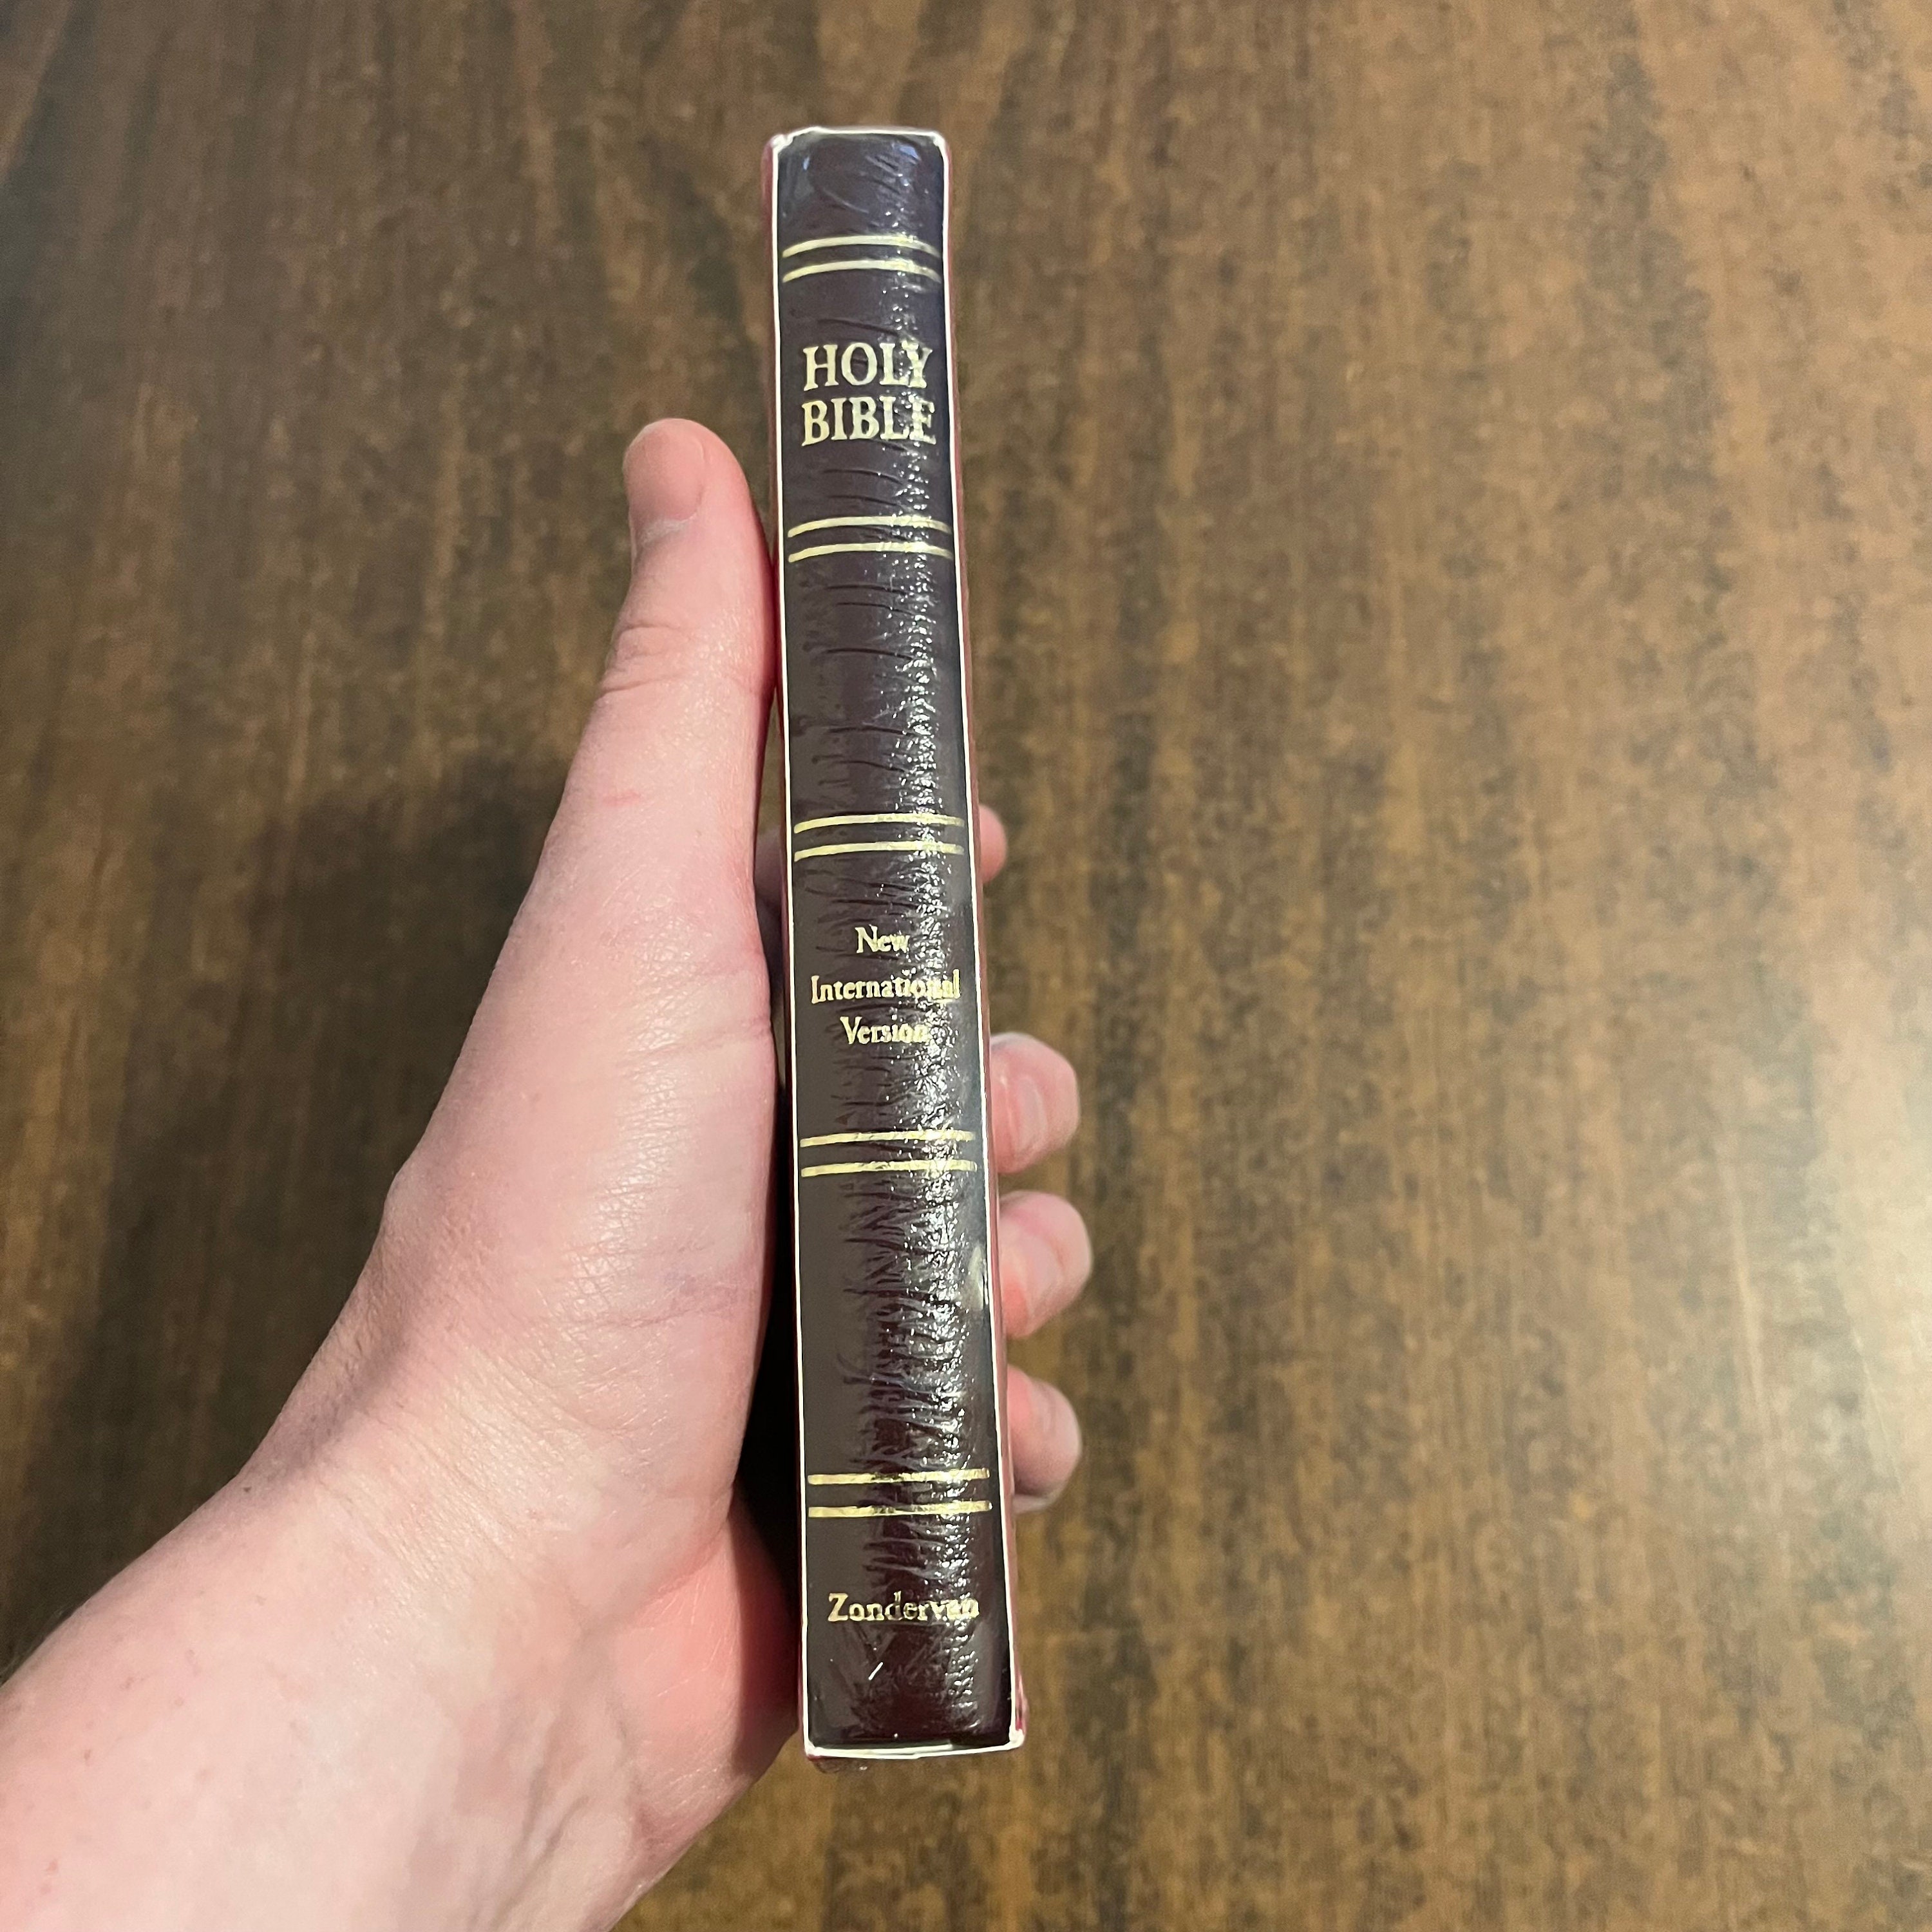 HOLY
BIBLE
New
International
Version
Zondervan